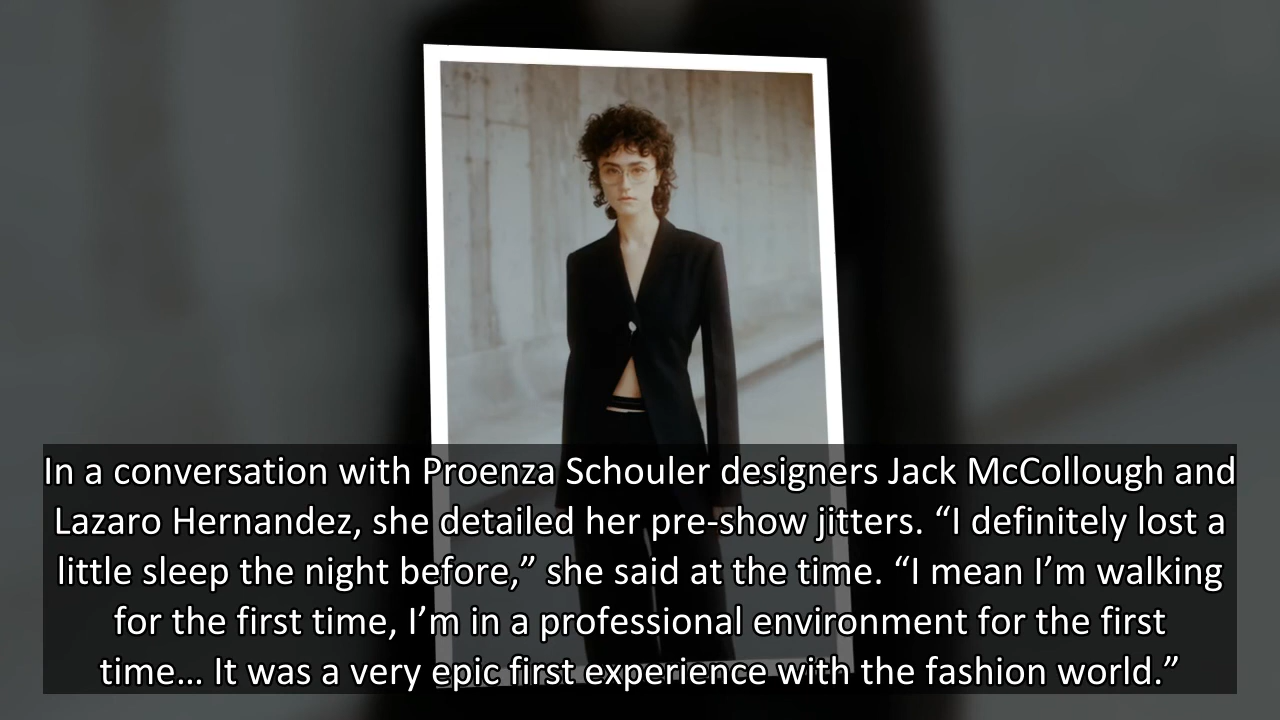 In a conversation with Proenza Schouler designers Jack McCollough and
Lazaro Hernandez, she detailed her pre-show jitters. “I definitely lost a
little sleep the night before,” she said at the time. “I mean I’m walking
for the first time, I’m in a professional environment for the first
time... It was a very epic first experience with the fashion world.”